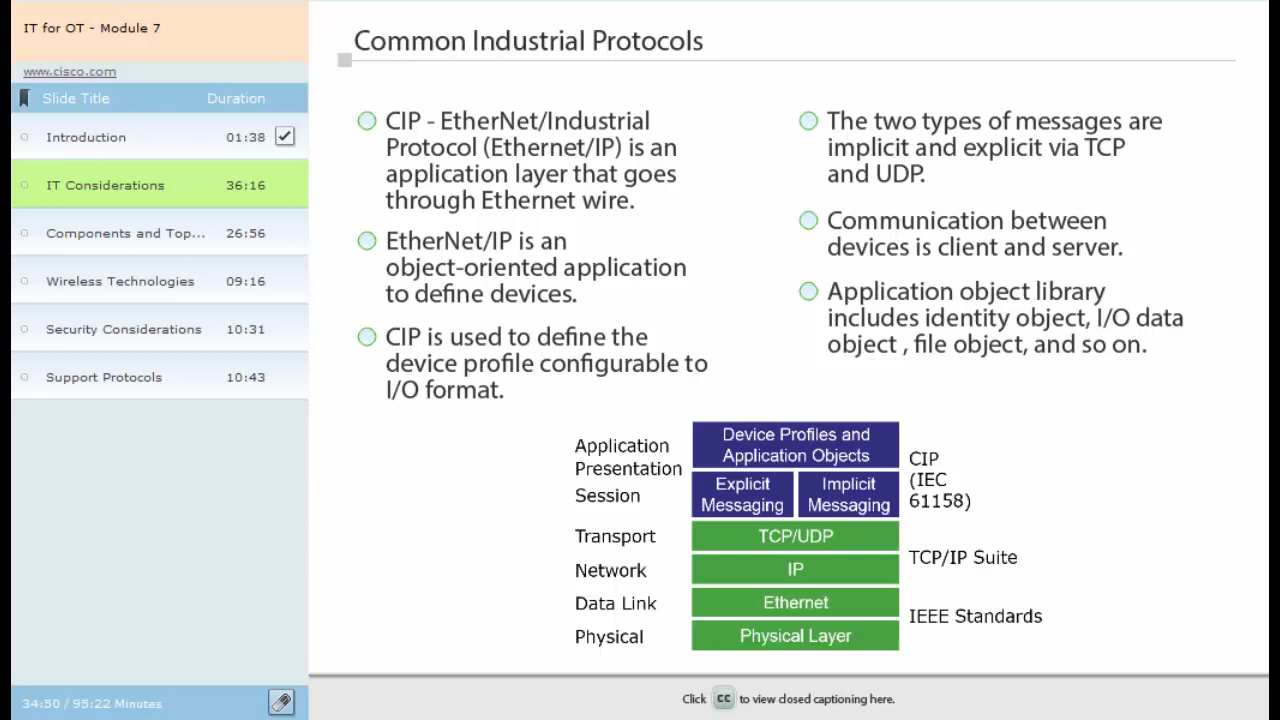 IT for OT - Module 7
www.cisco.com
Slide Title Duration
Introduction 01:38
IT Considerations 36:16
Components and Top... 26:56
Wireless Technologies 09:16
Security Considerations 10:31
Support Protocols 10:43
34:50 / 95:22 Minutes
Common Industrial Protocols
CIP - EtherNet/Industrial
Protocol (Ethernet/IP) is an
application layer that goes
through Ethernet wire.
EtherNet/IP is an
object-oriented application
to define devices.
CIP is used to define the
device profile configurable to
I/O format.
The two types of messages are
implicit and explicit via TCP
and UDP.
Communication between
devices is client and server.
Application object library
includes identity object, I/O data
object , file object, and so on.
Application
Presentation
Session
Transport
Network
Data Link
Physical
Device Profiles and
Application Objects
Explicit
Messaging
Implicit
Messaging
TCP/UDP
IP
Ethernet
Physical Layer
CIP
(IEC
61158)
TCP/IP Suite
IEEE Standards
Click CC to view closed captioning here.